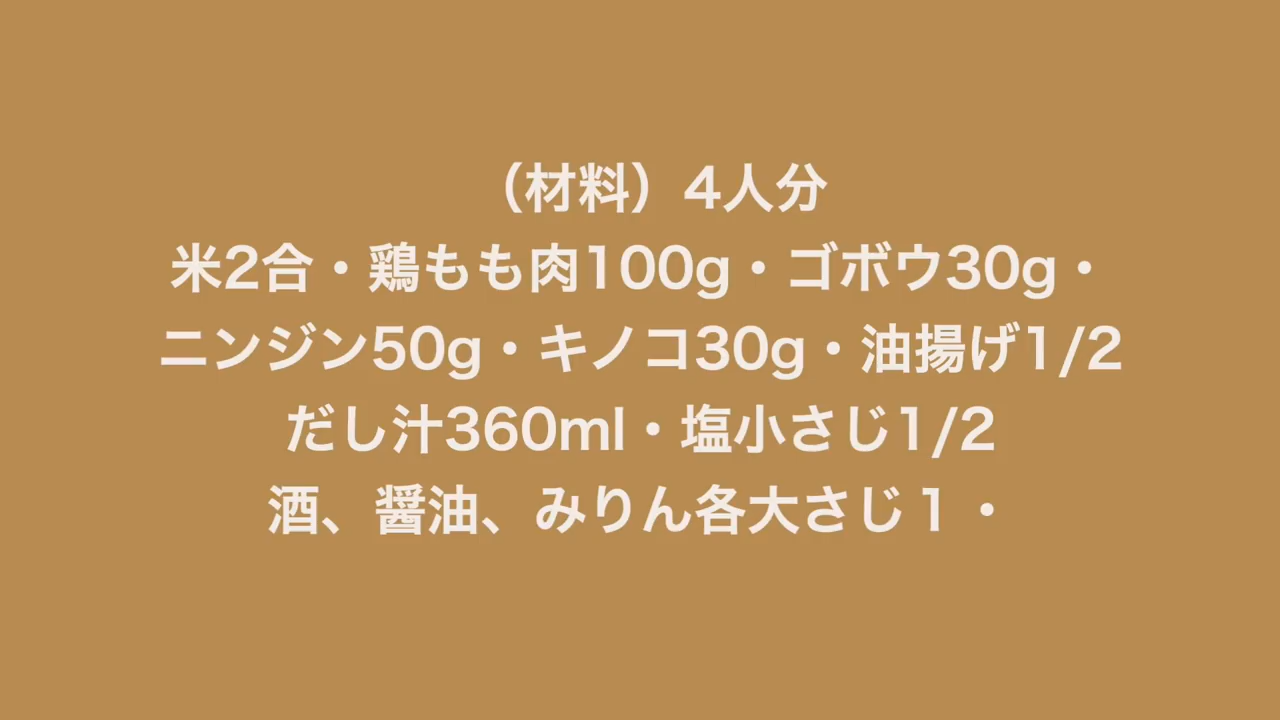 （材料）4人分
米2合・鶏もも肉100g・ゴボウ30g・
ニンジン50g・キノコ30g・油揚げ1/2
だし汁360ml・塩小さじ1/2
酒、醤油、みりん各大さじ１・